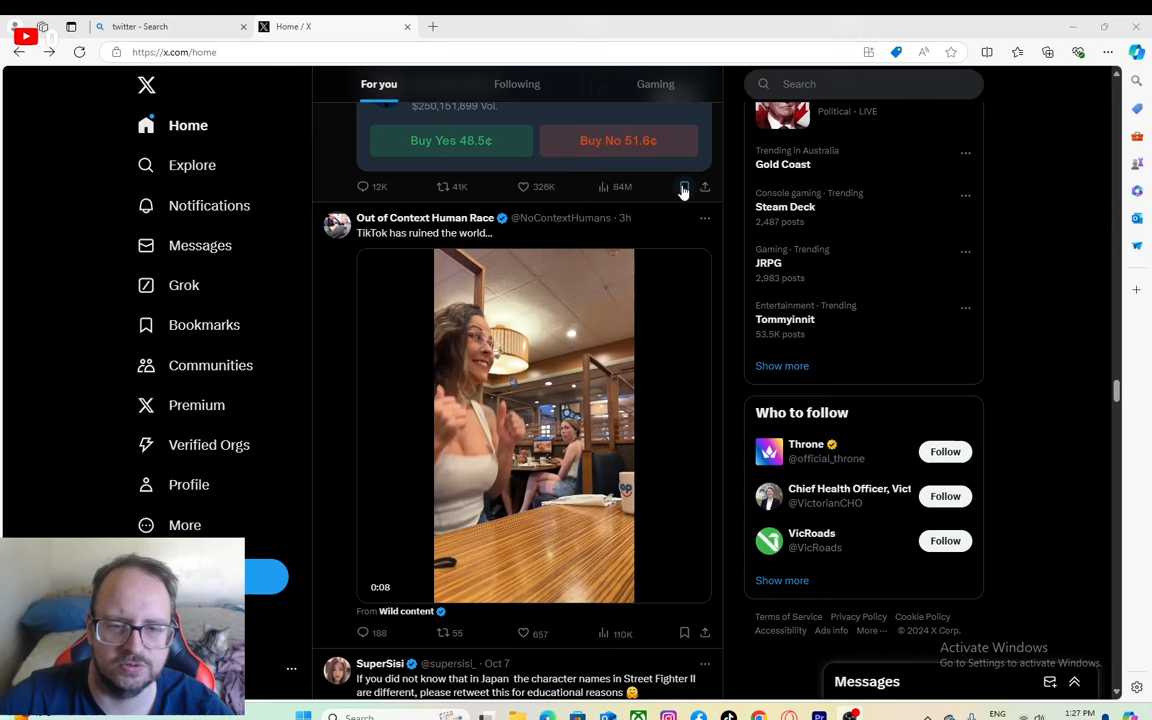 twitter - Search
Home / X
https://x.com/home
Home
Explore
Notifications
Messages
Grok
Bookmarks
Communities
Premium
Verified Orgs
Profile
More
For you
Following
Gaming
$250,151,899 Vol.
Buy Yes 48.5¢
Buy No 51.6¢
12K
41K
326K
84M
Out of Context Human Race @NoContextHumans · 3h
TikTok has ruined the world...
0:08
From Wild content
188
55
657
110K
SuperSisi @supersisi_ · Oct 7
If you did not know that in Japan the character names in Street Fighter II
are different, please retweet this for educational reasons 🤗
Search
Political · LIVE
Trending in Australia
Gold Coast
Console gaming · Trending
Steam Deck
2,487 posts
Gaming · Trending
JRPG
2,983 posts
Entertainment · Trending
Tommyinnit
53.5K posts
Show more
Who to follow
Throne
@official_throne
Follow
Chief Health Officer, Vict
@VictorianCHO
Follow
VicRoads
@VicRoads
Follow
Show more
Terms of Service Privacy Policy Cookie Policy
Accessibility Ads info More ··· © 2024 X Corp.
Activate Windows
Go to Settings to activate Windows.
Messages
Search
ENG
1:27 PM